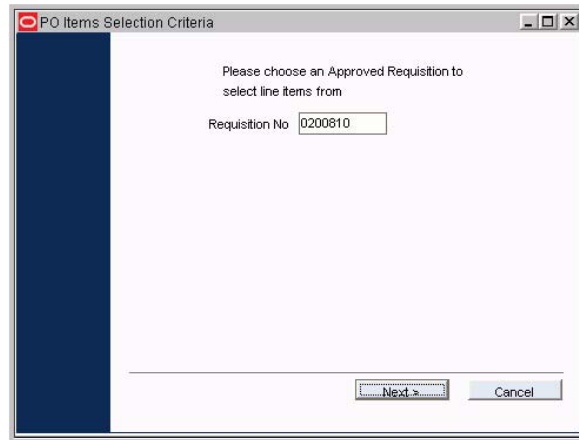 PO Items Selection Criteria
Please choose an Approved Requisition to
select line items from
Requisition No 0200810
Next > Cancel